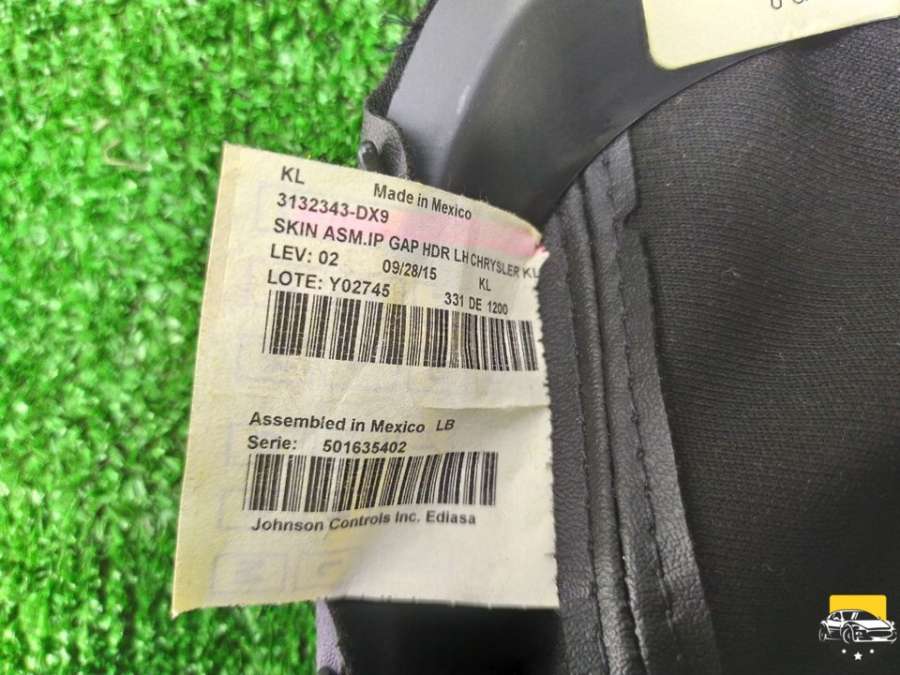 KL
Made in Mexico
3132343-DX9
SKIN ASM.IP GAP HDR LH CHRYSLER KL
LEV: 02 09/28/15 KL
LOTE: Y02745 331 DE 1200
Assembled in Mexico LB
Serie: 501635402
Johnson Controls Inc. Ediasa